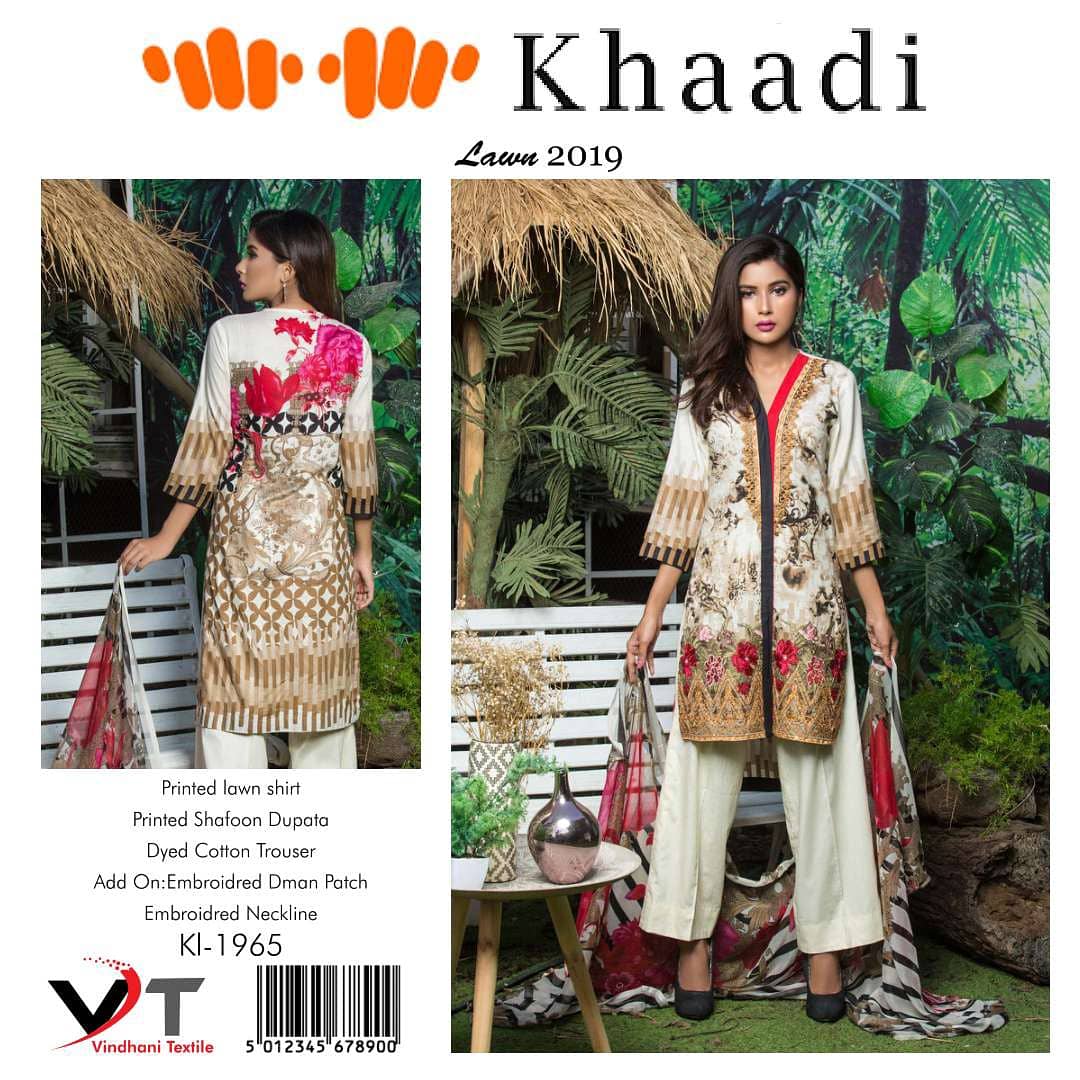 Khaadi
Lawn 2019
Printed lawn shirt
Printed Shafoon Dupata
Dyed Cotton Trouser
Add On:Embroidred Dman Patch
Embroidred Neckline
Kl-1965
VT
Vindhani Textile
5 012345 678900